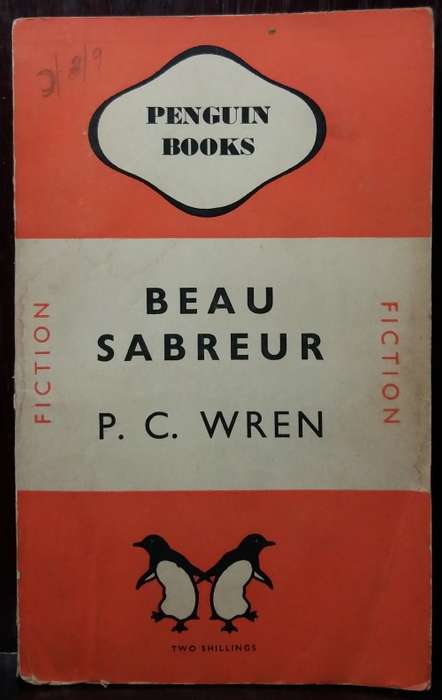 PENGUIN
BOOKS
BEAU
SABREUR
P. C. WREN
FICTION
FICTION
TWO SHILLINGS